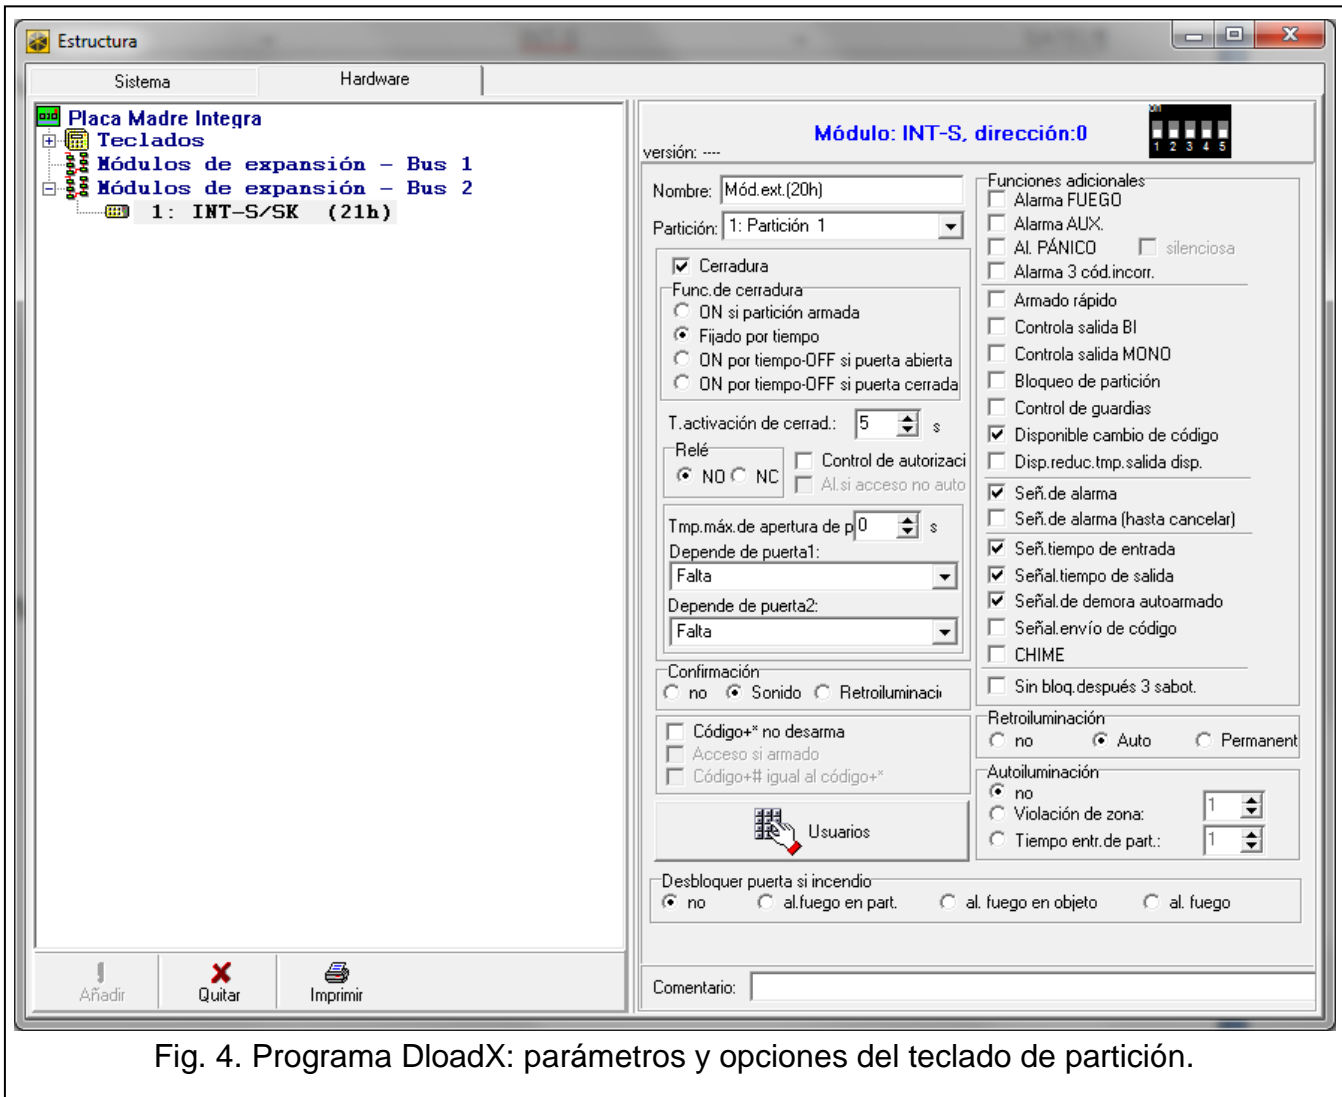 Estructura
Sistema
Hardware
Placa Madre Integra
Teclados
Módulos de expansión - Bus 1
Módulos de expansión - Bus 2
1: INT-S/SK (21h)
Añadir
Quitar
Imprimir
Módulo: INT-S, dirección:0
versión: ----
1 2 3 4 5
Nombre: Mód.ext.(20h)
Partición: 1: Partición 1
Cerradura
Func.de cerradura
ON si partición armada
Fijado por tiempo
ON por tiempo-OFF si puerta abierta
ON por tiempo-OFF si puerta cerrada
T.activación de cerrad.: 5 s
Relé
NO NC
Control de autorizaci
Al.si acceso no auto
Tmp.máx.de apertura de p 0 s
Depende de puerta1:
Falta
Depende de puerta2:
Falta
Confirmación
no Sonido Retroiluminaci
Código+* no desarma
Acceso si armado
Código+# igual al código+*
Usuarios
Funciones adicionales
Alarma FUEGO
Alarma AUX.
Al. PÁNICO silenciosa
Alarma 3 cód.incorr.
Armado rápido
Controla salida BI
Controla salida MONO
Bloqueo de partición
Control de guardias
Disponible cambio de código
Disp.reduc.tmp.salida disp.
Señ.de alarma
Señ.de alarma (hasta cancelar)
Señ.tiempo de entrada
Señal.tiempo de salida
Señal.de demora autoarmado
Señal.envío de código
CHIME
Sin bloq.después 3 sabot.
Retroiluminación
no Auto Permanent
Autoiluminación
no
Violación de zona: 1
Tiempo entr.de part.: 1
Desbloquer puerta si incendio
no al.fuego en part. al. fuego en objeto al. fuego
Comentario:
Fig. 4. Programa DloadX: parámetros y opciones del teclado de partición.